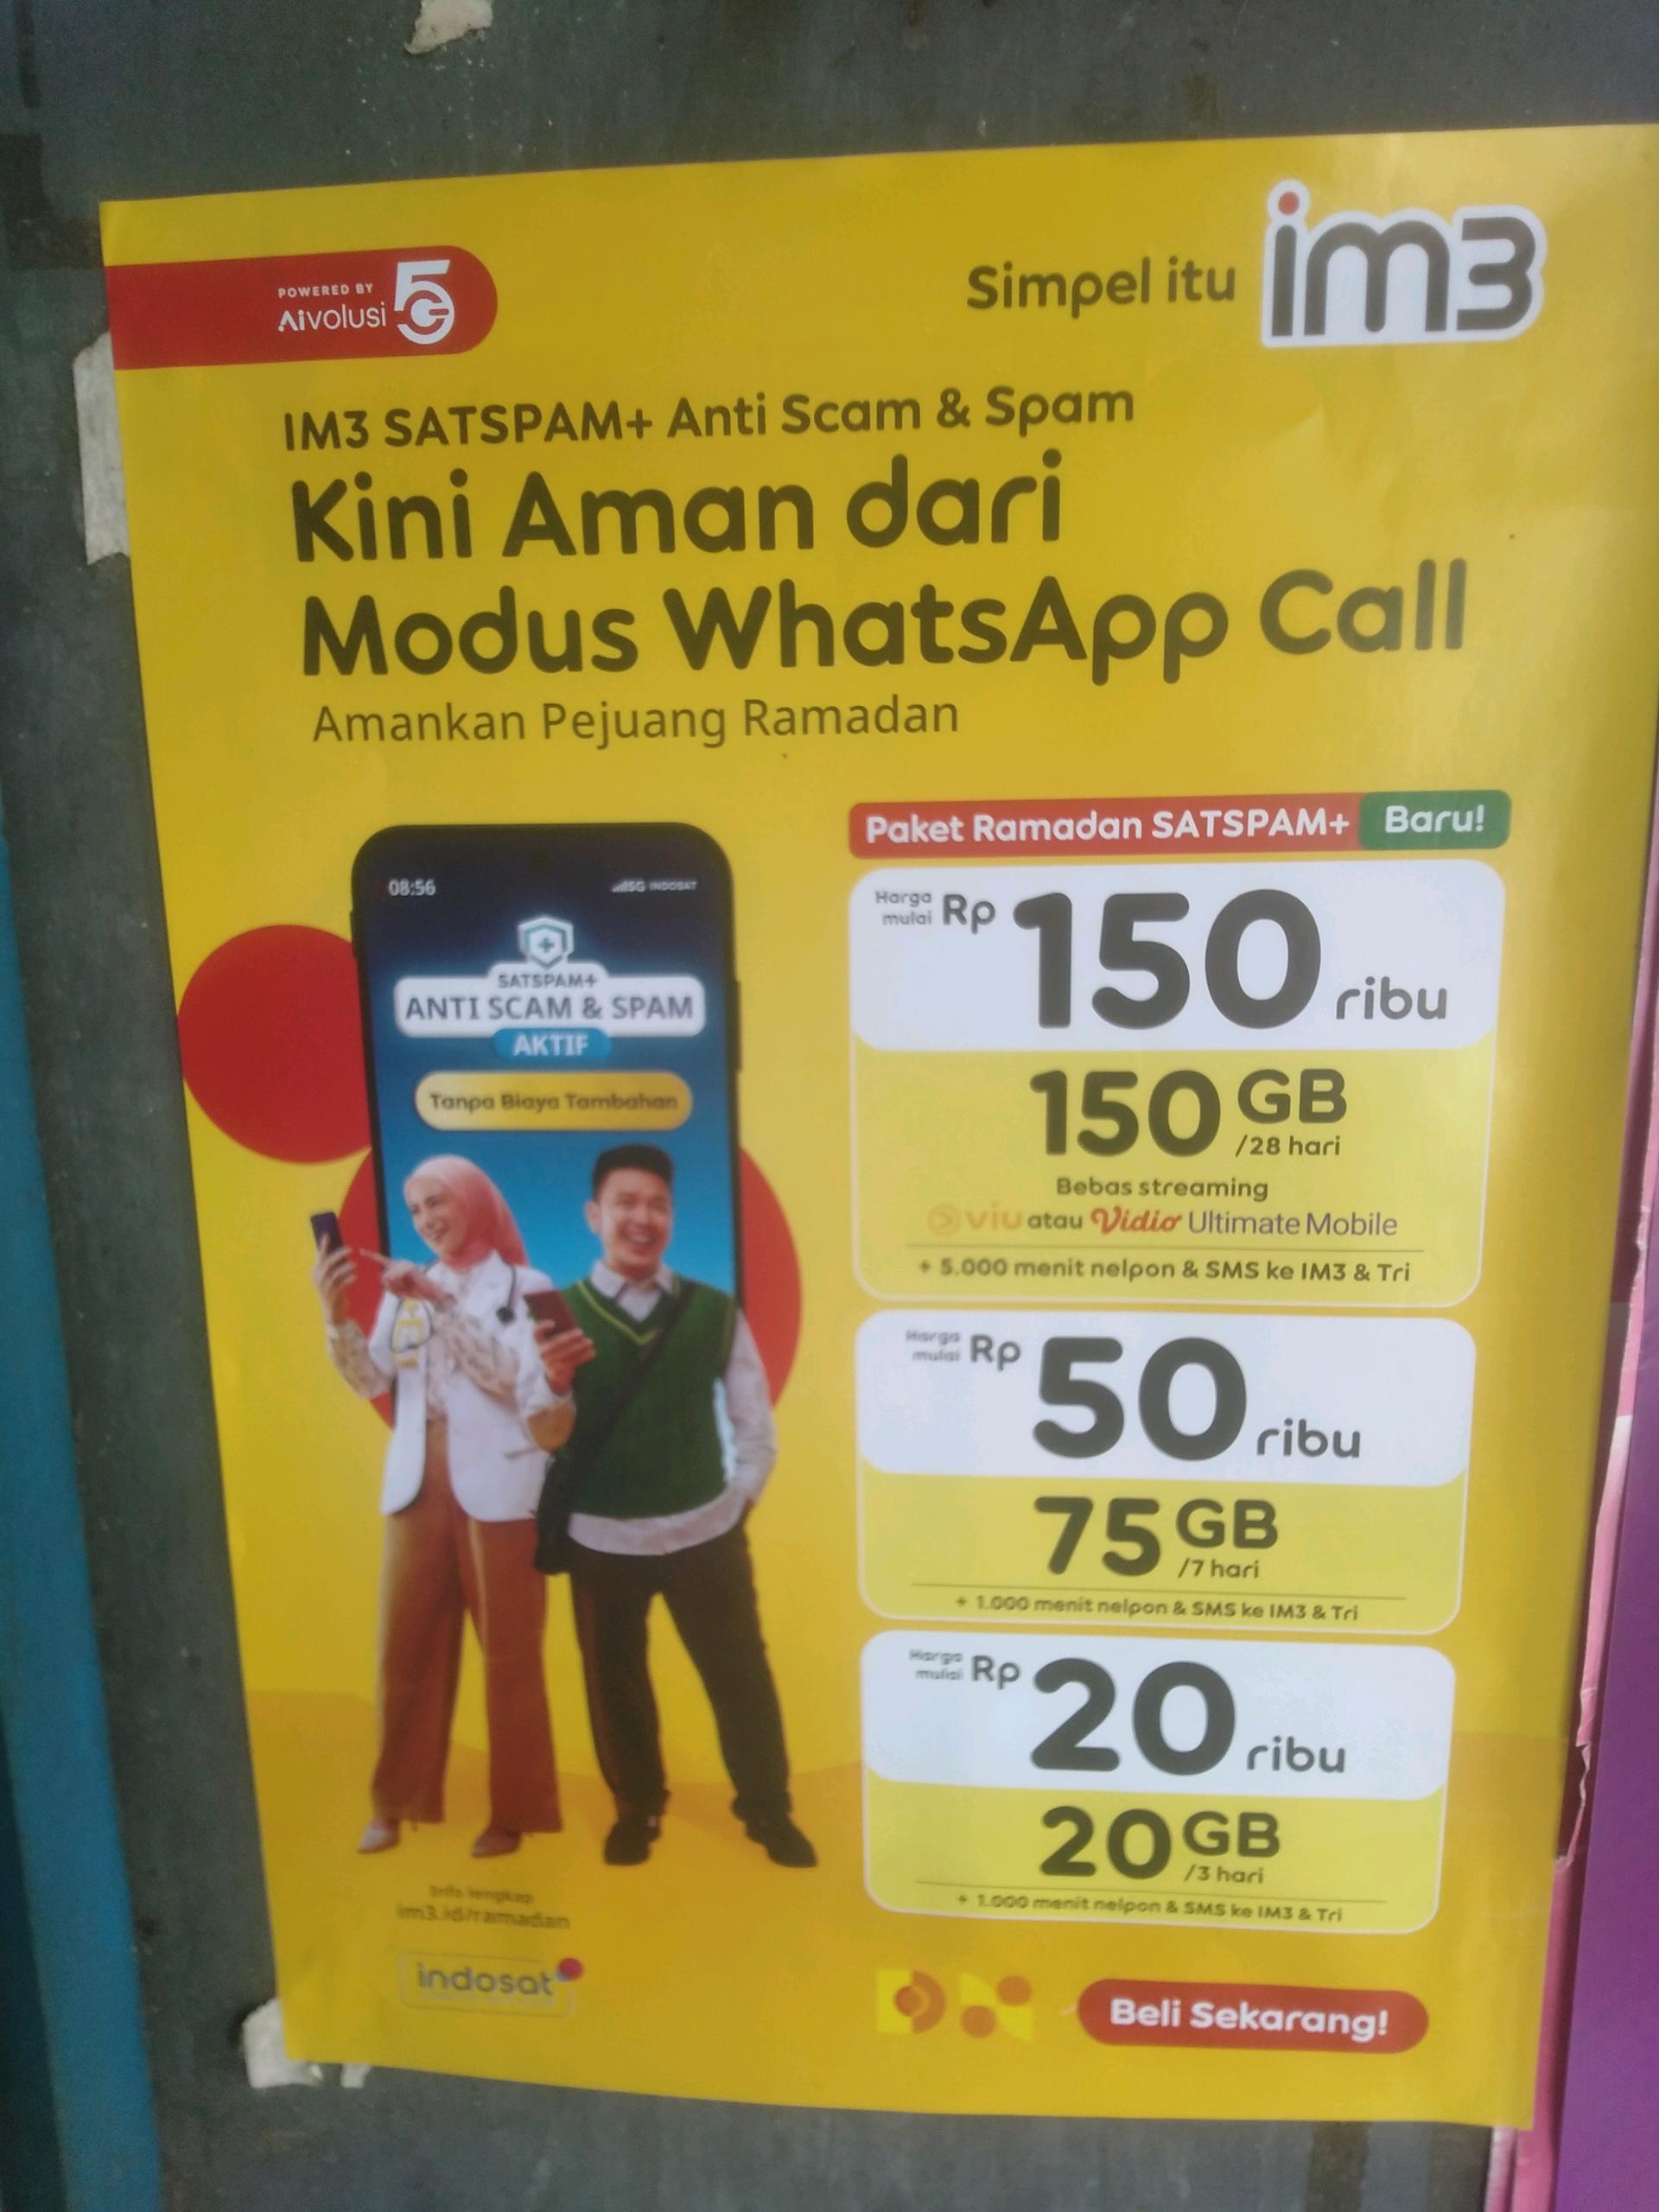 POWERED BY
Aivolusi 5G
Simpel itu im3
IM3 SATSPAM+ Anti Scam & Spam
Kini Aman dari
Modus WhatsApp Call
Amankan Pejuang Ramadan
08:56
5G INDOSAT
SATSPAM+
ANTI SCAM & SPAM
AKTIF
Tanpa Biaya Tambahan
Paket Ramadan SATSPAM+ Baru!
Harga mulai Rp 150 ribu
150 GB
/28 hari
Bebas streaming
viu atau Vidio Ultimate Mobile
+ 5.000 menit nelpon & SMS ke IM3 & Tri
Harga mulai Rp 50 ribu
75 GB
/7 hari
+ 1.000 menit nelpon & SMS ke IM3 & Tri
Harga mulai Rp 20 ribu
20 GB
/3 hari
+ 1.000 menit nelpon & SMS ke IM3 & Tri
Info lengkap
im3.id/ramadan
indosat
Beli Sekarang!